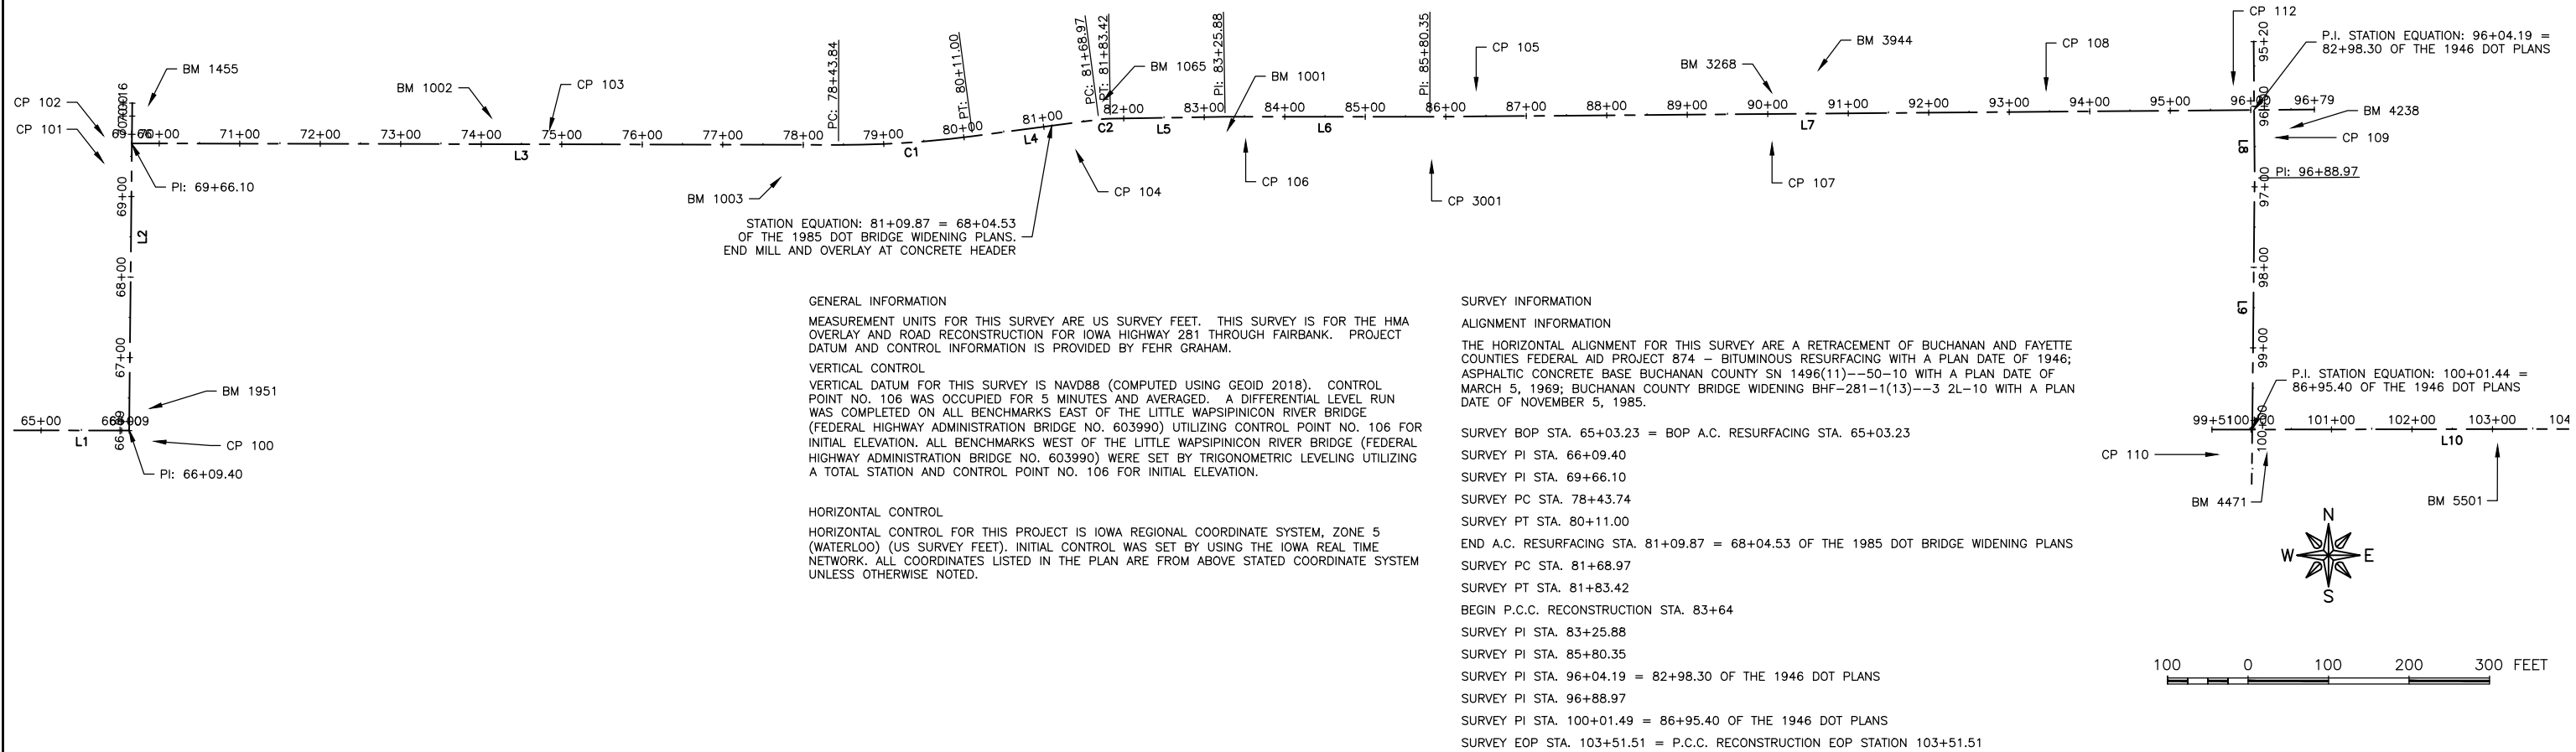 CP 102
CP 101
BM 1455
70+16
70+00
69+66
70+00
71+00
72+00
73+00
74+00
75+00
76+00
77+00
78+00
79+00
80+00
81+00
82+00
83+00
84+00
85+00
86+00
87+00
88+00
89+00
90+00
91+00
92+00
93+00
94+00
95+00
96+00
96+79
BM 1002
CP 103
PC: 78+43.84
PT: 80+11.00
PC: 81+68.97
PT: 81+83.42
BM 1065
PI: 83+25.88
BM 1001
PI: 85+80.35
CP 105
BM 3268
BM 3944
CP 108
CP 112
95+20
P.I. STATION EQUATION: 96+04.19 =
82+98.30 OF THE 1946 DOT PLANS
BM 4238
CP 109
96+00
L8
PI: 96+88.97
97+00
98+00
L9
99+00
L3
C1
L4
C2
L5
L6
L7
PI: 69+66.10
69+00
L2
68+00
67+00
BM 1003
CP 104
CP 106
CP 3001
CP 107
STATION EQUATION: 81+09.87 = 68+04.53
OF THE 1985 DOT BRIDGE WIDENING PLANS.
END MILL AND OVERLAY AT CONCRETE HEADER
BM 1951
65+00
66+00
L1
CP 100
PI: 66+09.40
P.I. STATION EQUATION: 100+01.44 =
86+95.40 OF THE 1946 DOT PLANS
99+51
100+00
101+00
102+00
103+00
104
100+00
L10
CP 110
BM 4471
BM 5501
GENERAL INFORMATION
MEASUREMENT UNITS FOR THIS SURVEY ARE US SURVEY FEET. THIS SURVEY IS FOR THE HMA
OVERLAY AND ROAD RECONSTRUCTION FOR IOWA HIGHWAY 281 THROUGH FAIRBANK. PROJECT
DATUM AND CONTROL INFORMATION IS PROVIDED BY FEHR GRAHAM.
VERTICAL CONTROL
VERTICAL DATUM FOR THIS SURVEY IS NAVD88 (COMPUTED USING GEOID 2018). CONTROL
POINT NO. 106 WAS OCCUPIED FOR 5 MINUTES AND AVERAGED. A DIFFERENTIAL LEVEL RUN
WAS COMPLETED ON ALL BENCHMARKS EAST OF THE LITTLE WAPSIPINICON RIVER BRIDGE
(FEDERAL HIGHWAY ADMINISTRATION BRIDGE NO. 603990) UTILIZING CONTROL POINT NO. 106 FOR
INITIAL ELEVATION. ALL BENCHMARKS WEST OF THE LITTLE WAPSIPINICON RIVER BRIDGE (FEDERAL
HIGHWAY ADMINISTRATION BRIDGE NO. 603990) WERE SET BY TRIGONOMETRIC LEVELING UTILIZING
A TOTAL STATION AND CONTROL POINT NO. 106 FOR INITIAL ELEVATION.
HORIZONTAL CONTROL
HORIZONTAL CONTROL FOR THIS PROJECT IS IOWA REGIONAL COORDINATE SYSTEM, ZONE 5
(WATERLOO) (US SURVEY FEET). INITIAL CONTROL WAS SET BY USING THE IOWA REAL TIME
NETWORK. ALL COORDINATES LISTED IN THE PLAN ARE FROM ABOVE STATED COORDINATE SYSTEM
UNLESS OTHERWISE NOTED.
SURVEY INFORMATION
ALIGNMENT INFORMATION
THE HORIZONTAL ALIGNMENT FOR THIS SURVEY ARE A RETRACEMENT OF BUCHANAN AND FAYETTE
COUNTIES FEDERAL AID PROJECT 874 – BITUMINOUS RESURFACING WITH A PLAN DATE OF 1946;
ASPHALTIC CONCRETE BASE BUCHANAN COUNTY SN 1496(11)--50-10 WITH A PLAN DATE OF
MARCH 5, 1969; BUCHANAN COUNTY BRIDGE WIDENING BHF-281-1(13)--3 2L-10 WITH A PLAN
DATE OF NOVEMBER 5, 1985.
SURVEY BOP STA. 65+03.23 = BOP A.C. RESURFACING STA. 65+03.23
SURVEY PI STA. 66+09.40
SURVEY PI STA. 69+66.10
SURVEY PC STA. 78+43.74
SURVEY PT STA. 80+11.00
END A.C. RESURFACING STA. 81+09.87 = 68+04.53 OF THE 1985 DOT BRIDGE WIDENING PLANS
SURVEY PC STA. 81+68.97
SURVEY PT STA. 81+83.42
BEGIN P.C.C. RECONSTRUCTION STA. 83+64
SURVEY PI STA. 83+25.88
SURVEY PI STA. 85+80.35
SURVEY PI STA. 96+04.19 = 82+98.30 OF THE 1946 DOT PLANS
SURVEY PI STA. 96+88.97
SURVEY PI STA. 100+01.49 = 86+95.40 OF THE 1946 DOT PLANS
SURVEY EOP STA. 103+51.51 = P.C.C. RECONSTRUCTION EOP STATION 103+51.51
N
W E
S
100 0 100 200 300 FEET